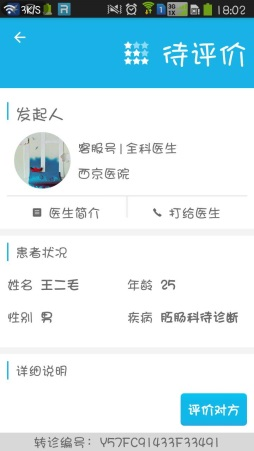 3K/S 18:02
待评价
发起人
客服号 | 全科医生
西京医院
医生简介 打给医生
患者状况
姓名 王二毛 年龄 25
性别 男 疾病 肛肠科待诊断
详细说明
评价对方
转诊编号：Y57FC91433F33491